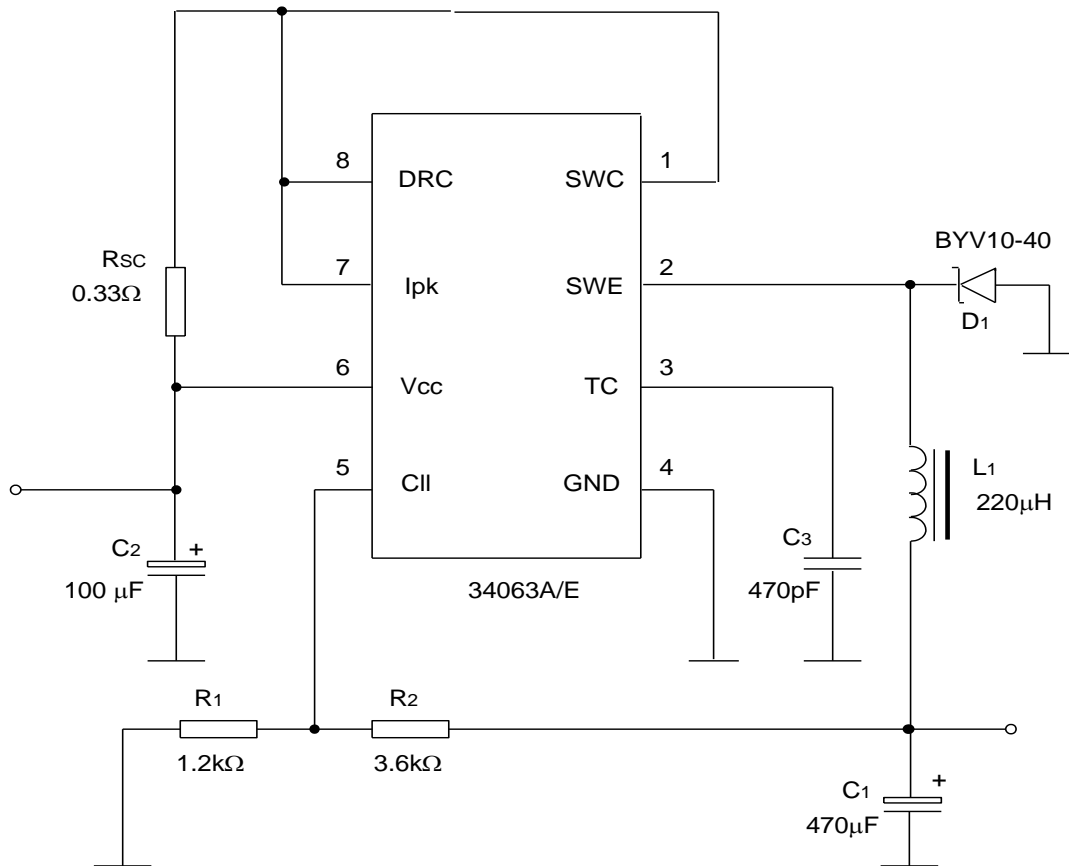 8
DRC
SWC
1
BYV10-40
RSC
0.33Ω
7
Ipk
SWE
2
D1
6
Vcc
TC
3
5
CII
GND
4
L1
220μH
C2
+
100 μF
C3
470pF
34063A/E
R1
1.2kΩ
R2
3.6kΩ
C1
+
470μF